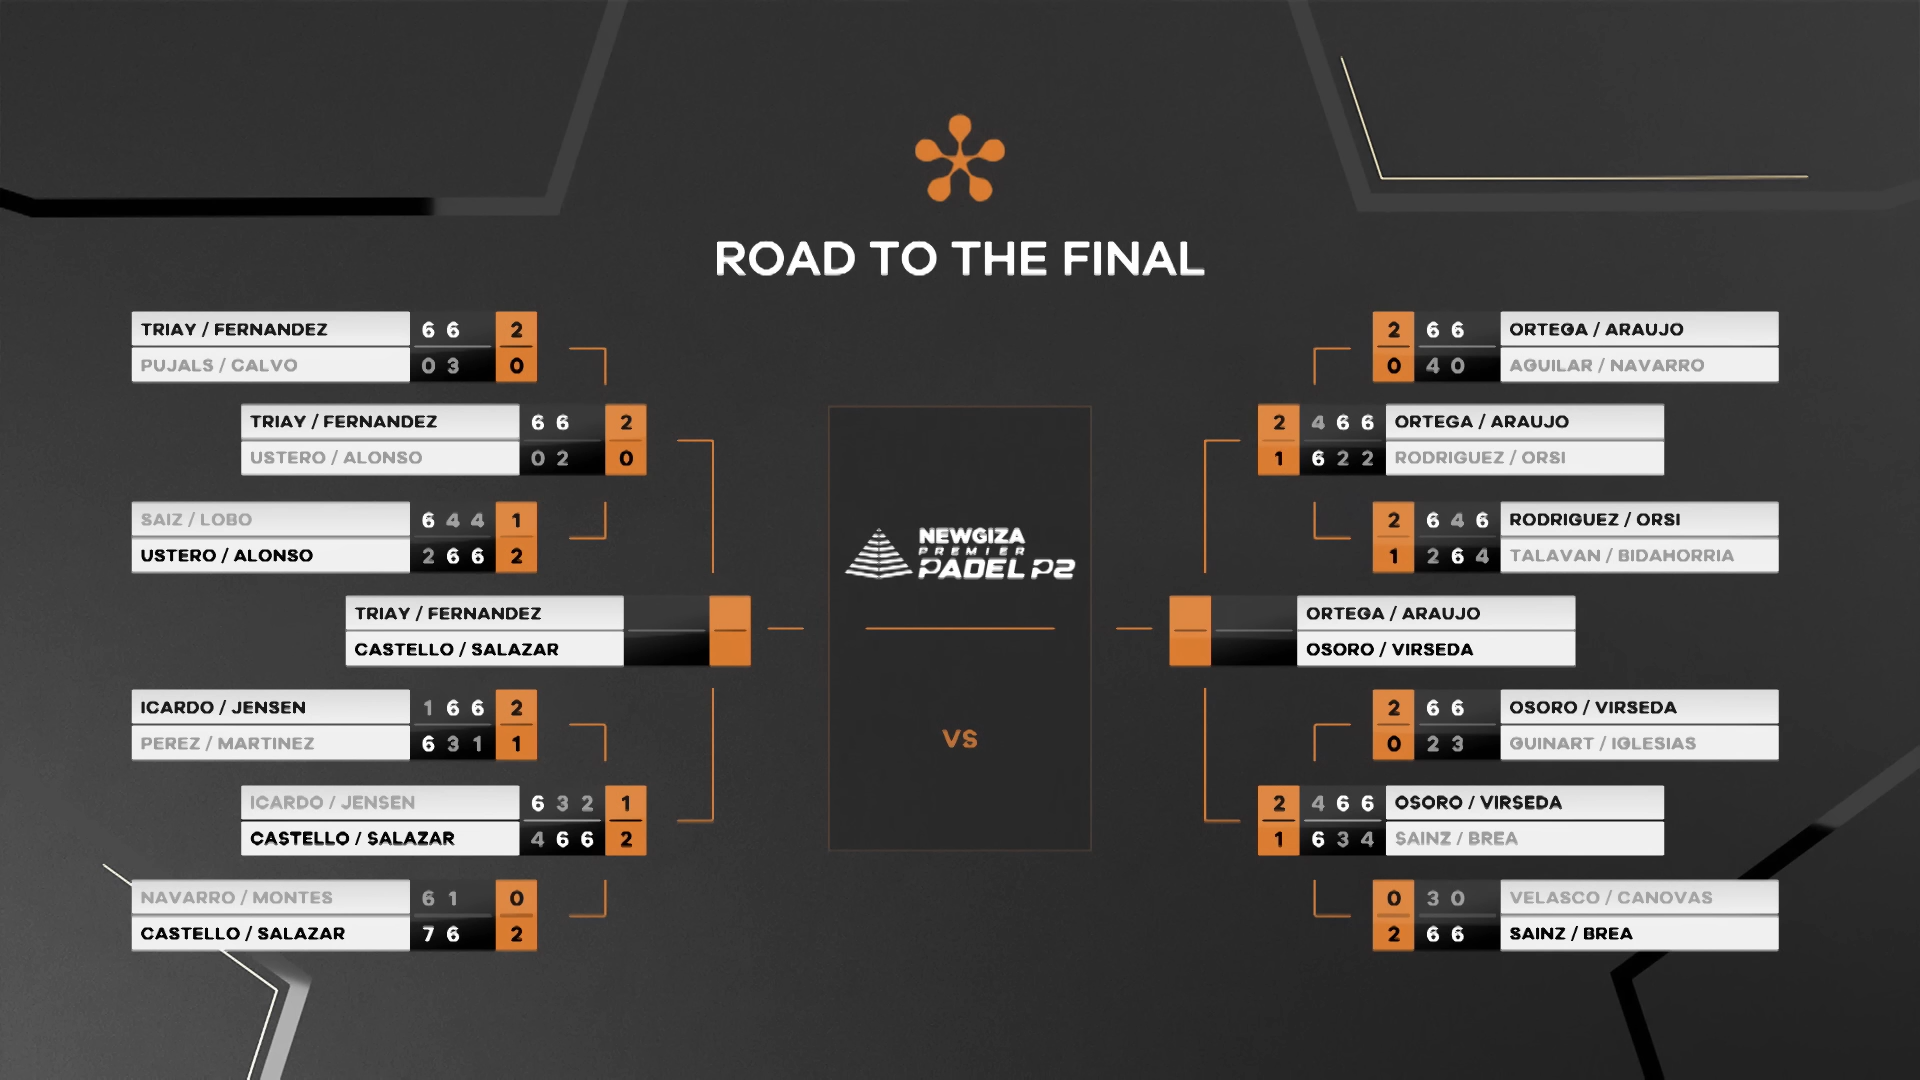 ROAD TO THE FINAL
TRIAY / FERNANDEZ 6 6 2
PUJALS / CALVO 0 3 0
TRIAY / FERNANDEZ 6 6 2
USTERO / ALONSO 0 2 0
SAIZ / LOBO 6 4 4 1
USTERO / ALONSO 2 6 6 2
TRIAY / FERNANDEZ
CASTELLO / SALAZAR
ICARDO / JENSEN 1 6 6 2
PEREZ / MARTINEZ 6 3 1 1
ICARDO / JENSEN 6 3 2 1
CASTELLO / SALAZAR 4 6 6 2
NAVARRO / MONTES 6 1 0
CASTELLO / SALAZAR 7 6 2
NEWGIZA
PREMIER
PADEL P2
VS
2 6 6 ORTEGA / ARAUJO
0 4 0 AGUILAR / NAVARRO
2 4 6 6 ORTEGA / ARAUJO
1 6 2 2 RODRIGUEZ / ORSI
2 6 4 6 RODRIGUEZ / ORSI
1 2 6 4 TALAVAN / BIDAHORRIA
ORTEGA / ARAUJO
OSORO / VIRSEDA
2 6 6 OSORO / VIRSEDA
0 2 3 GUINART / IGLESIAS
2 4 6 6 OSORO / VIRSEDA
1 6 3 4 SAINZ / BREA
0 3 0 VELASCO / CANOVAS
2 6 6 SAINZ / BREA